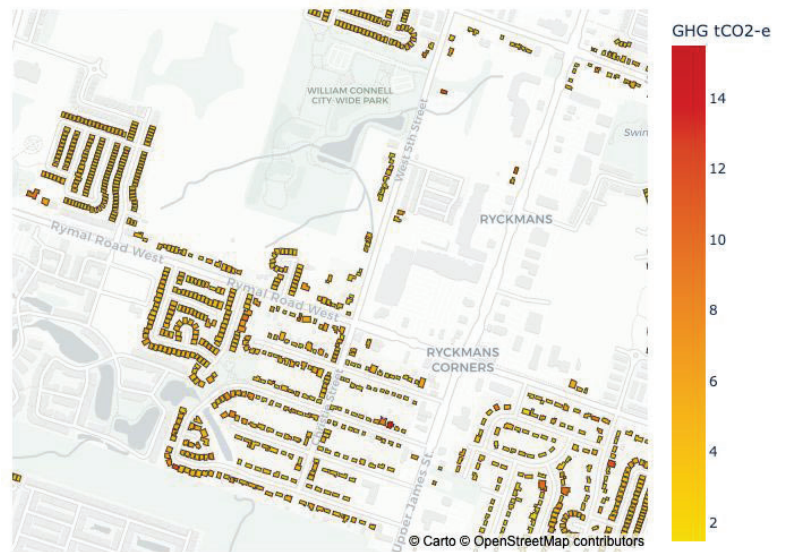 GHG tCO2-e
WILLIAM CONNELL
CITY-WIDE PARK
West 5th Street
Swin
RYCKMANS
Rymal Road West
Rymal Road West
RYCKMANS
CORNERS
Street
Upper James St.
© Carto © OpenStreetMap contributors
14
12
10
8
6
4
2